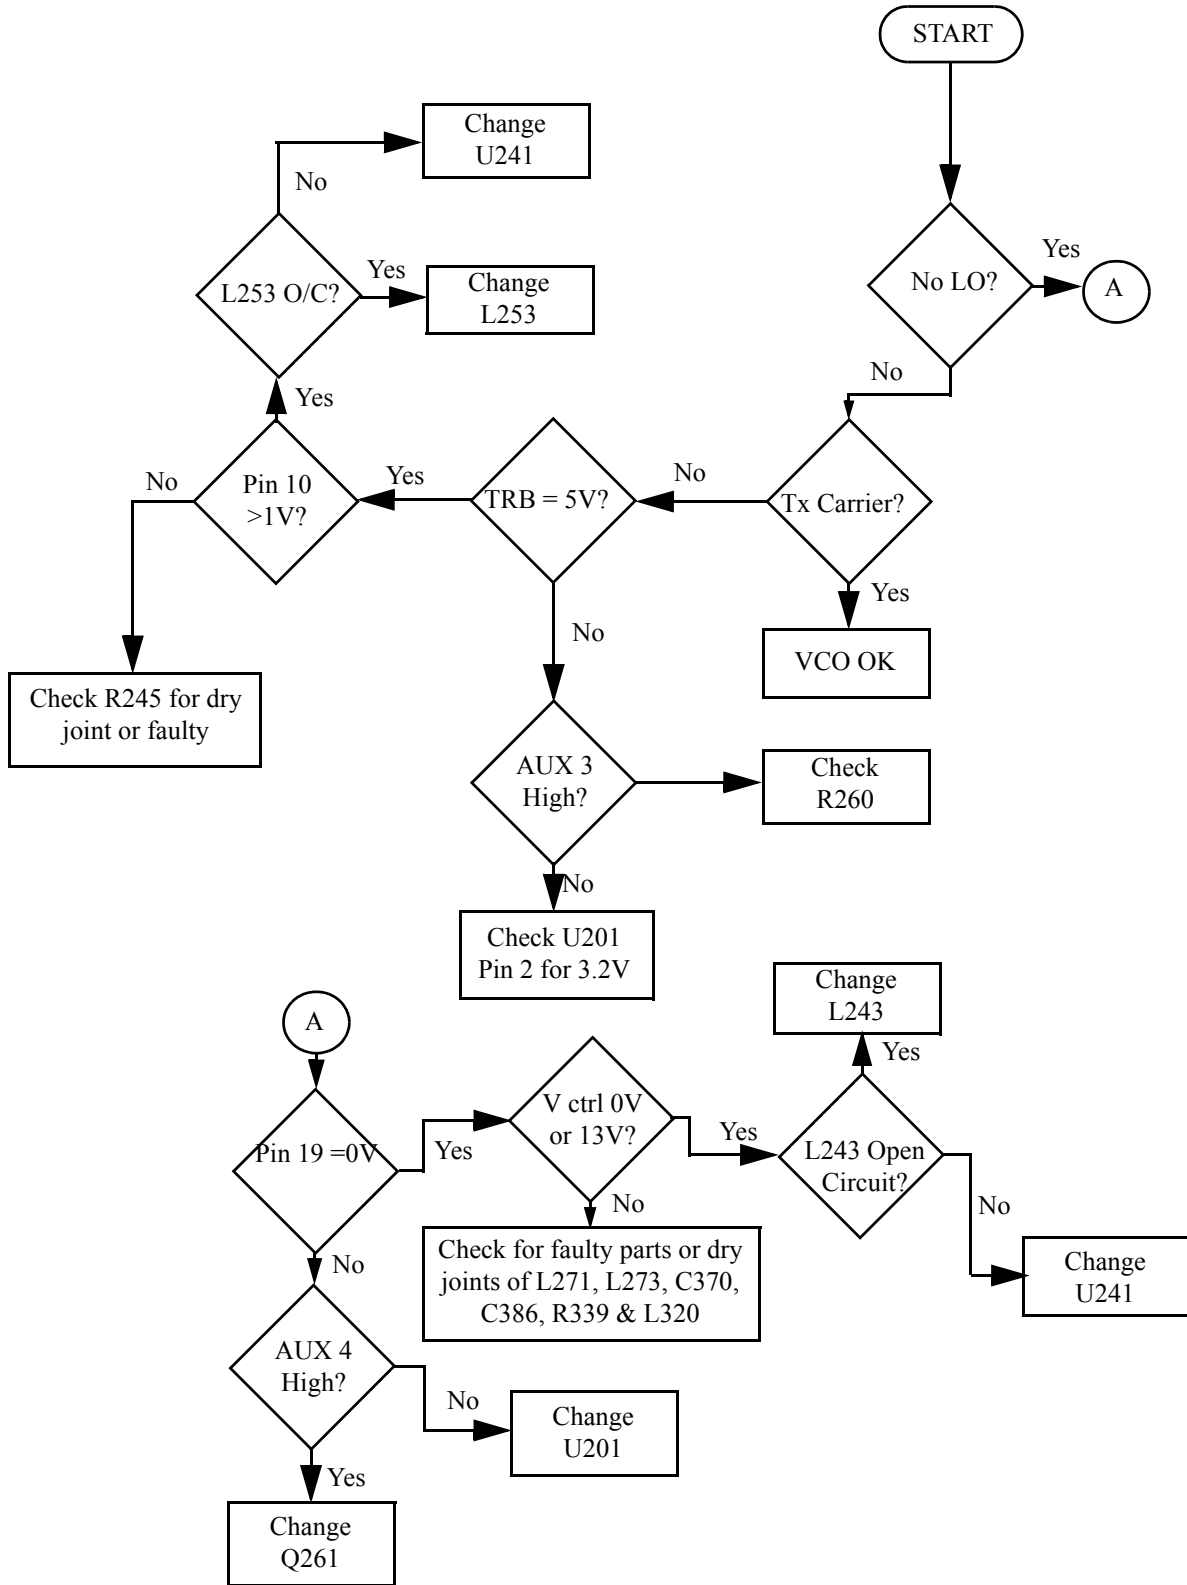 START
Change
U241
No
Yes
L253 O/C?
Change
L253
Yes
No LO?
A
Yes
No
No
Pin 10
>1V?
Yes
TRB = 5V?
No
Tx Carrier?
Yes
No
VCO OK
Check R245 for dry
joint or faulty
AUX 3
High?
Check
R260
No
Check U201
Pin 2 for 3.2V
Change
L243
A
Yes
V ctrl 0V
or 13V?
Pin 19 =0V
Yes
Yes
L243 Open
Circuit?
No
No
Check for faulty parts or dry
joints of L271, L273, C370,
C386, R339 & L320
Change
U241
No
AUX 4
High?
No
Change
U201
Yes
Change
Q261